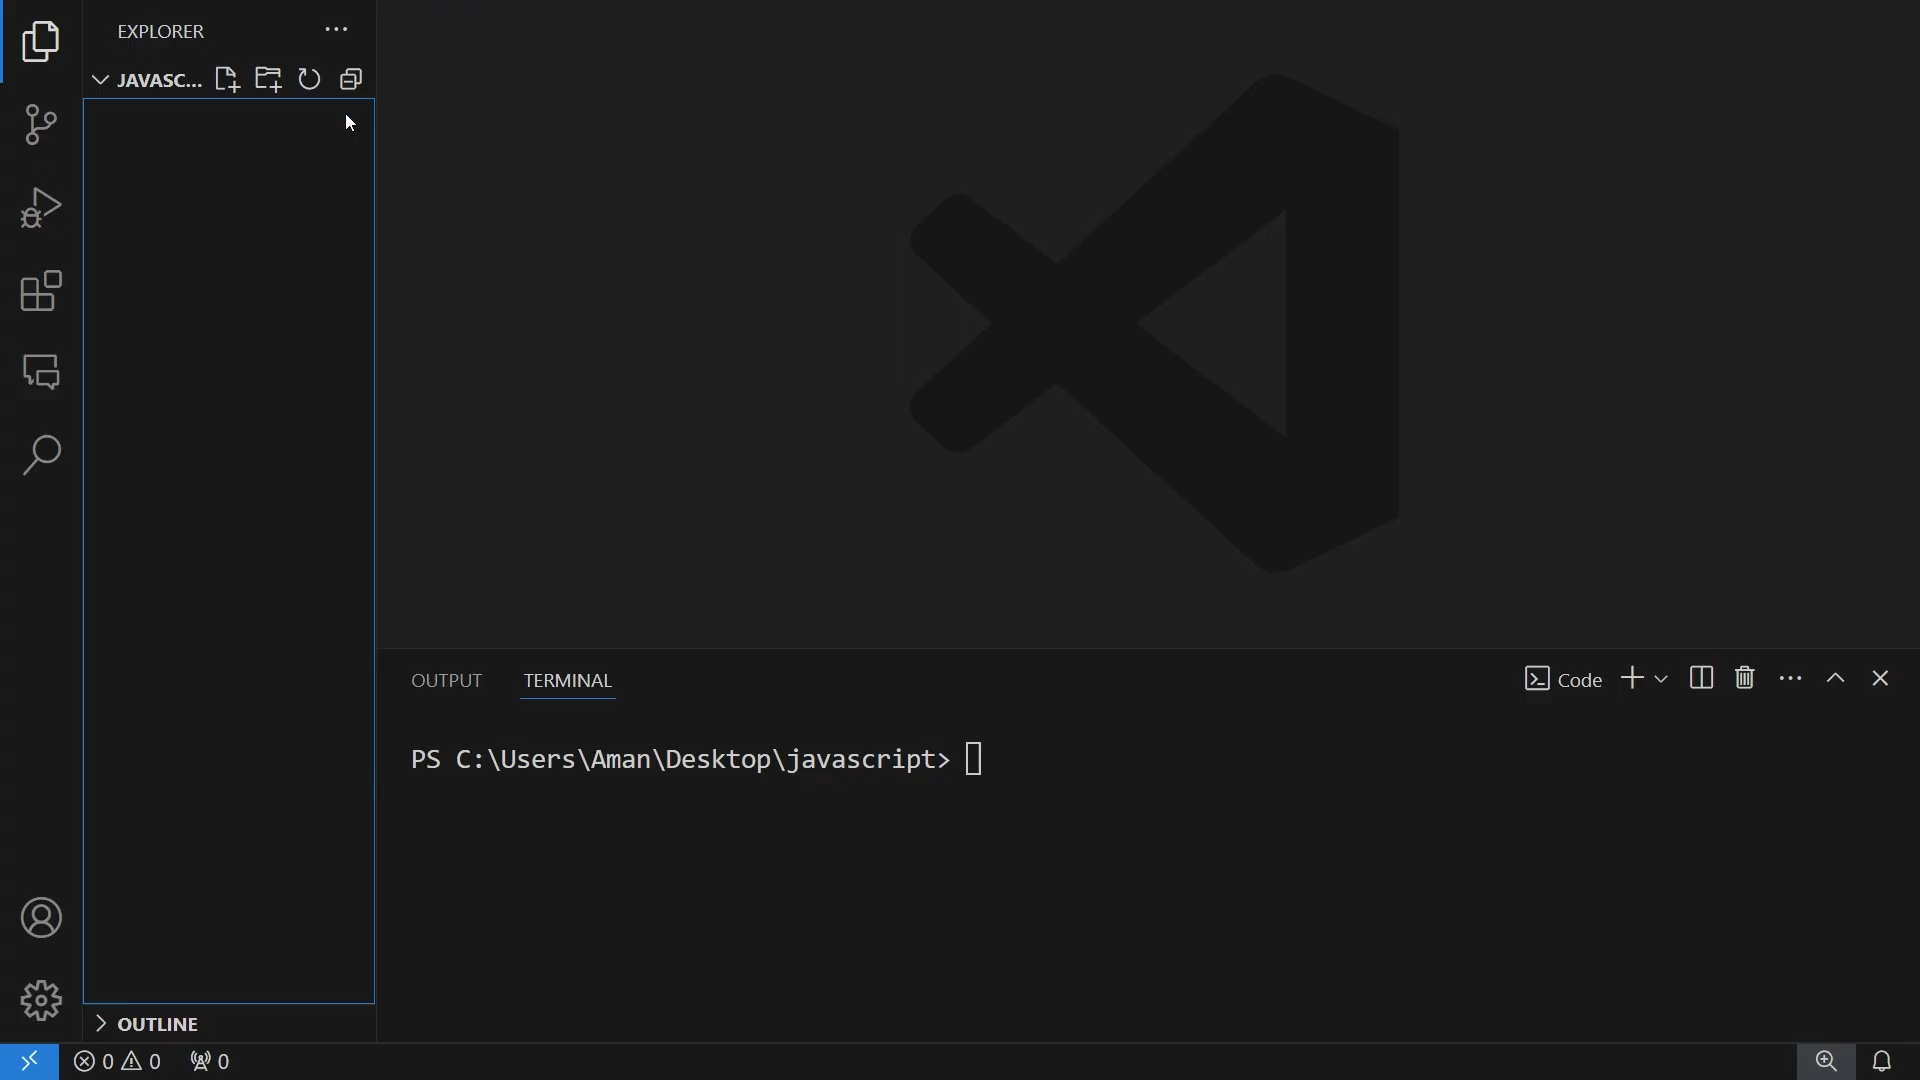 EXPLORER
JAVASC...
OUTPUT
TERMINAL
Code
PS C:\Users\Aman\Desktop\javascript>
OUTLINE
0 0 0